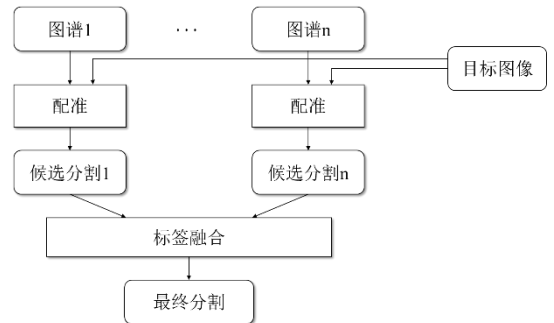 图谱1
···
图谱n
目标图像
配准
配准
候选分割1
候选分割n
标签融合
最终分割